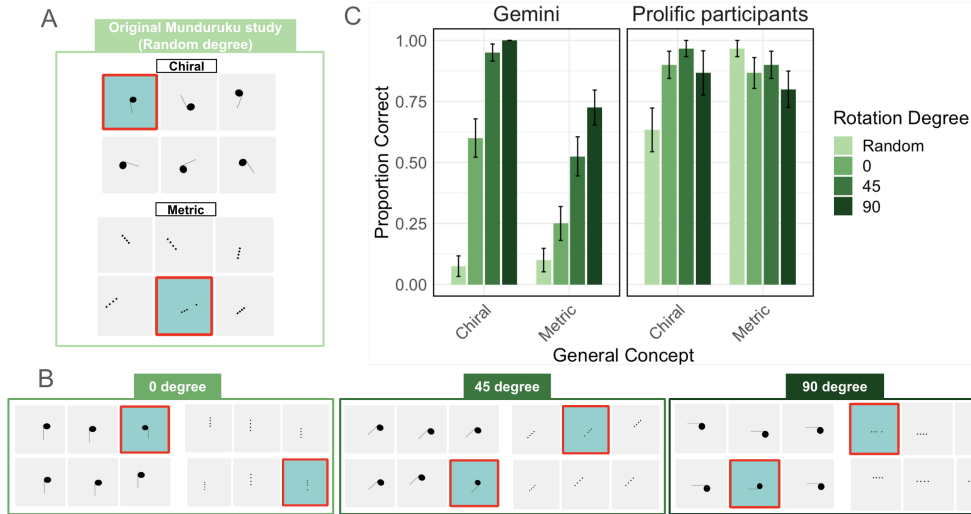 A
Original Munduruku study
(Random degree)
Chiral
Metric
C
Gemini
Prolific participants
Proportion Correct
1.00
0.75
0.50
0.25
0.00
Chiral
Metric
Chiral
Metric
General Concept
Rotation Degree
Random
0
45
90
B
0 degree
45 degree
90 degree